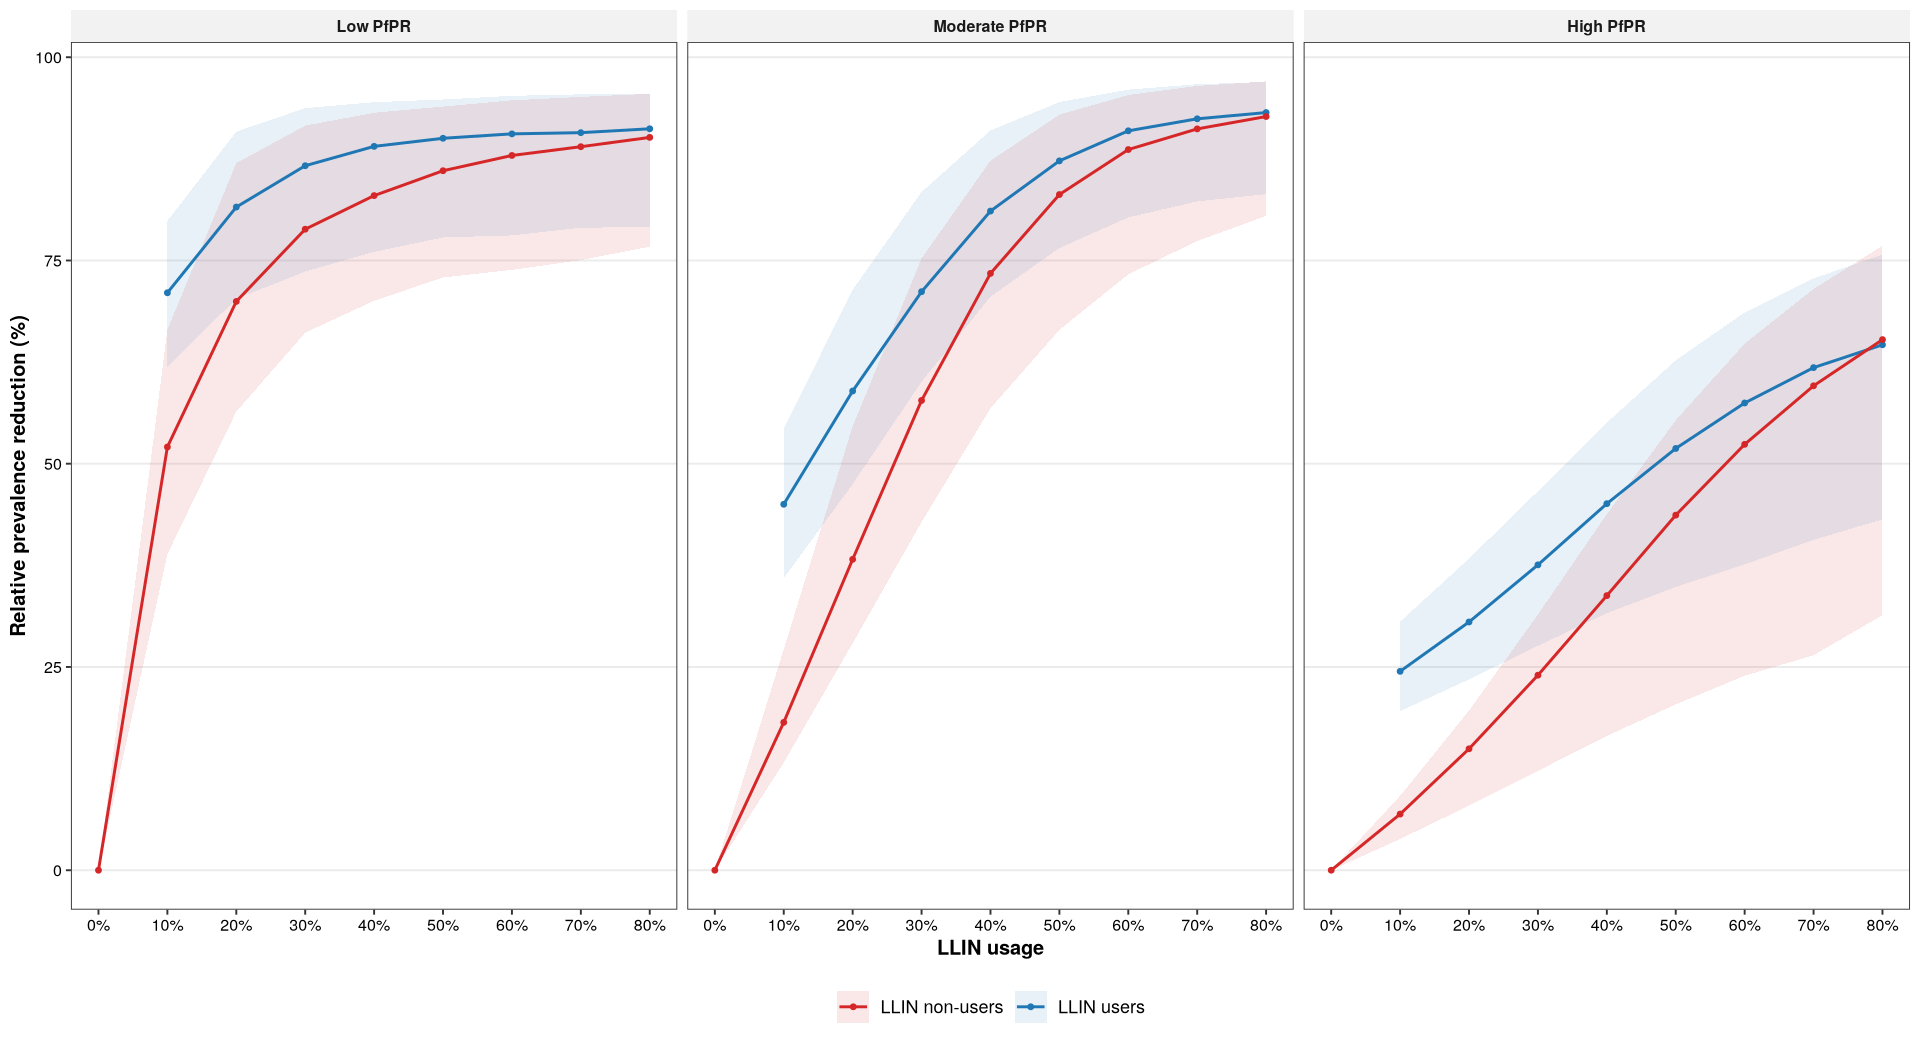 Low PfPR
Moderate PfPR
High PfPR
Relative prevalence reduction (%)
100
75
50
25
0
0% 10% 20% 30% 40% 50% 60% 70% 80%
0% 10% 20% 30% 40% 50% 60% 70% 80%
0% 10% 20% 30% 40% 50% 60% 70% 80%
LLIN usage
LLIN non-users
LLIN users